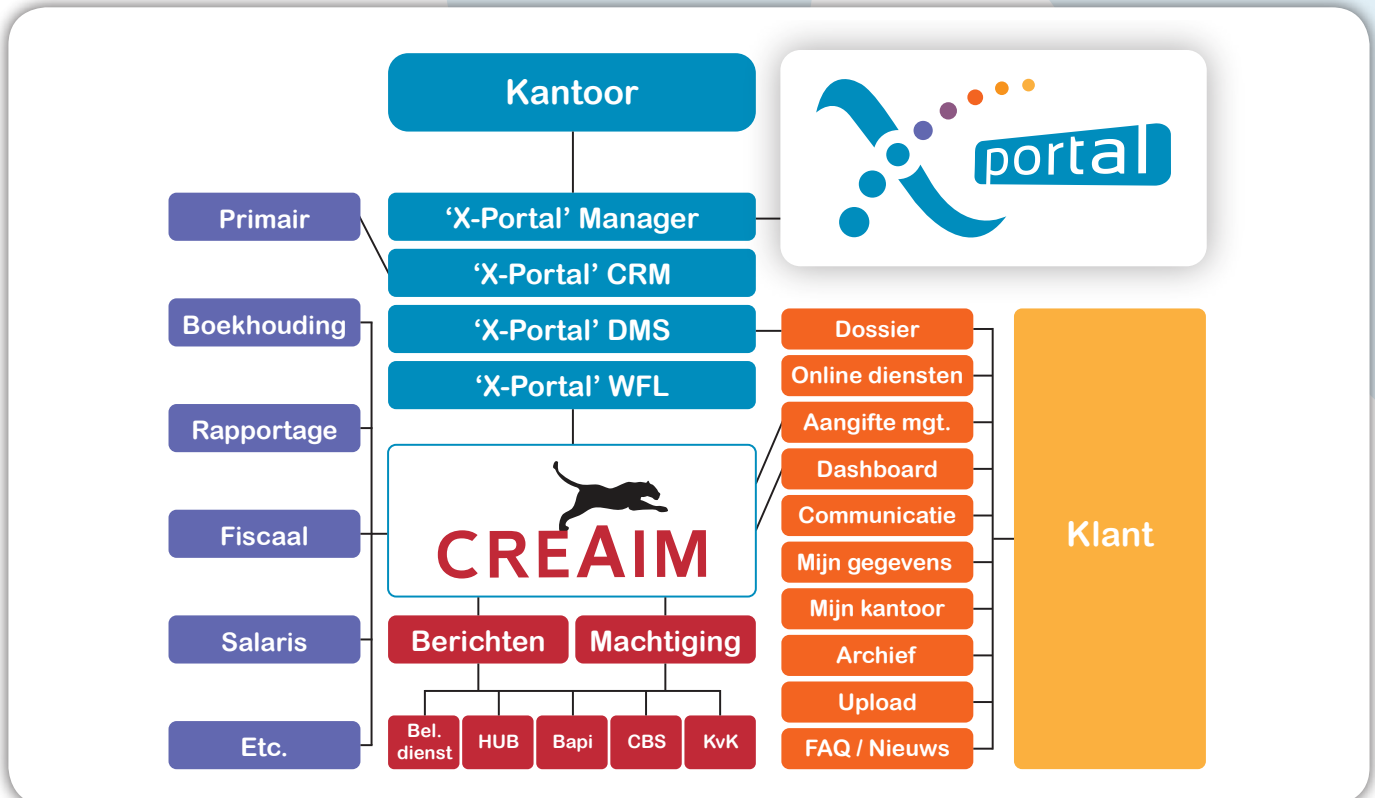 Kantoor
portal
Primair
‘X-Portal’ Manager
‘X-Portal’ CRM
‘X-Portal’ DMS
‘X-Portal’ WFL
Boekhouding
Rapportage
Fiscaal
Salaris
Etc.
CREAIM
Berichten
Machtiging
Bel.
dienst
HUB
Bapi
CBS
KvK
Dossier
Online diensten
Aangifte mgt.
Dashboard
Communicatie
Mijn gegevens
Mijn kantoor
Archief
Upload
FAQ / Nieuws
Klant